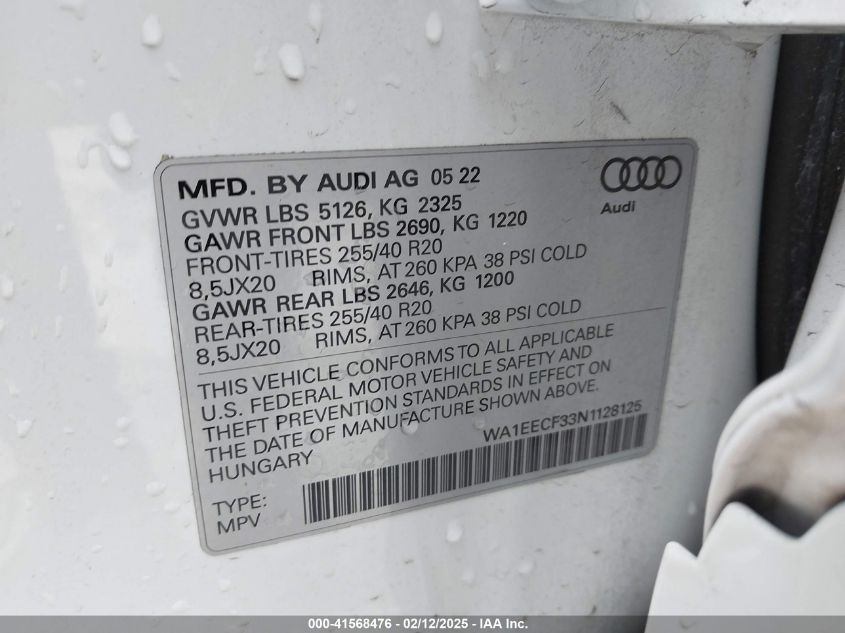 MFD. BY AUDI AG 05 22
Audi
GVWR LBS 5126, KG 2325
GAWR FRONT LBS 2690, KG 1220
FRONT-TIRES 255/40 R20
8,5JX20 RIMS, AT 260 KPA 38 PSI COLD
GAWR REAR LBS 2646, KG 1200
REAR-TIRES 255/40 R20
8,5JX20 RIMS, AT 260 KPA 38 PSI COLD
THIS VEHICLE CONFORMS TO ALL APPLICABLE
U.S. FEDERAL MOTOR VEHICLE SAFETY AND
THEFT PREVENTION STANDARDS IN EFFECT ON
THE DATE OF MANUFACTURE SHOWN ABOVE.
HUNGARY
WA1EECF33N1128125
TYPE:
MPV
000-41568476 - 02/12/2025 - IAA Inc.